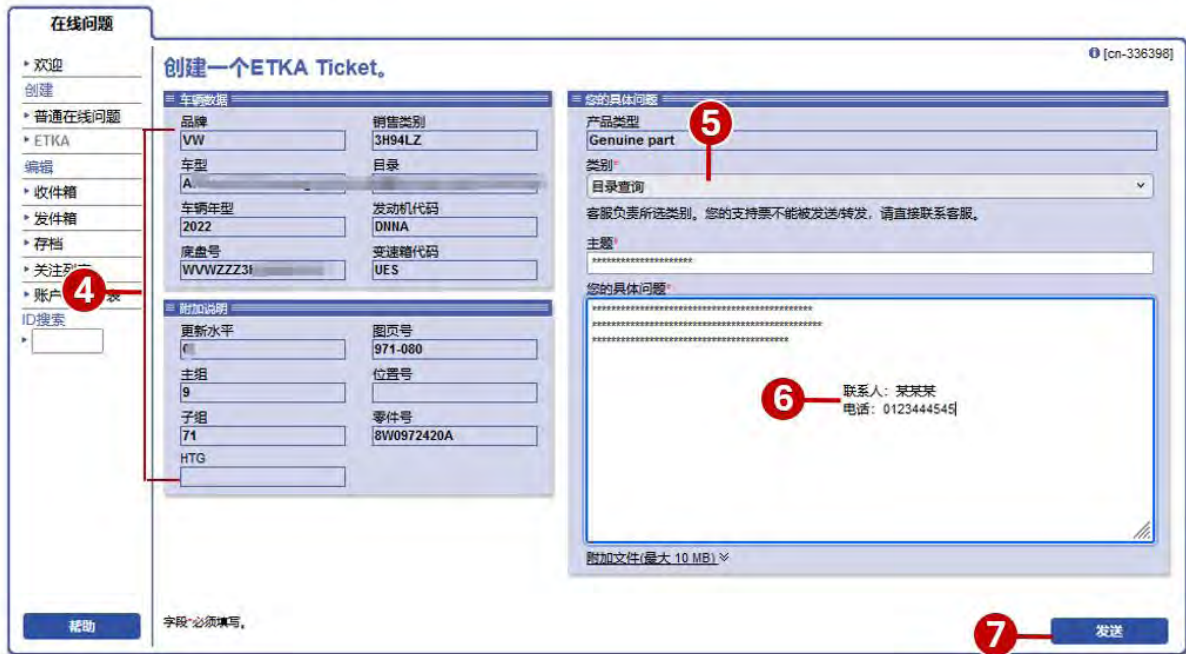 在线问题
欢迎
创建
普通在线问题
ETKA
编辑
收件箱
发件箱
存档
关注
账户
ID搜索
帮助
创建一个ETKA Ticket。
[cn-336398]
车辆数据
品牌 销售类别
VW 3H94LZ
车型 目录
A
车辆年型 发动机代码
2022 DNNA
底盘号 变速箱代码
WVWZZZ3H UES
附加说明
更新水平 图页号
971-080
主组 位置号
9
子组 零件号
71 8W0972420A
HTG
4
您的具体问题
产品类型
Genuine part
5
类别*
目录查询
客服负责所选类别。您的支持票不能被发送/转发，请直接联系客服。
主题*
*********************
您的具体问题*
联系人：某某某
电话：0123444545
6
附加文件(最大 10 MB)
字段*必须填写。
7
发送